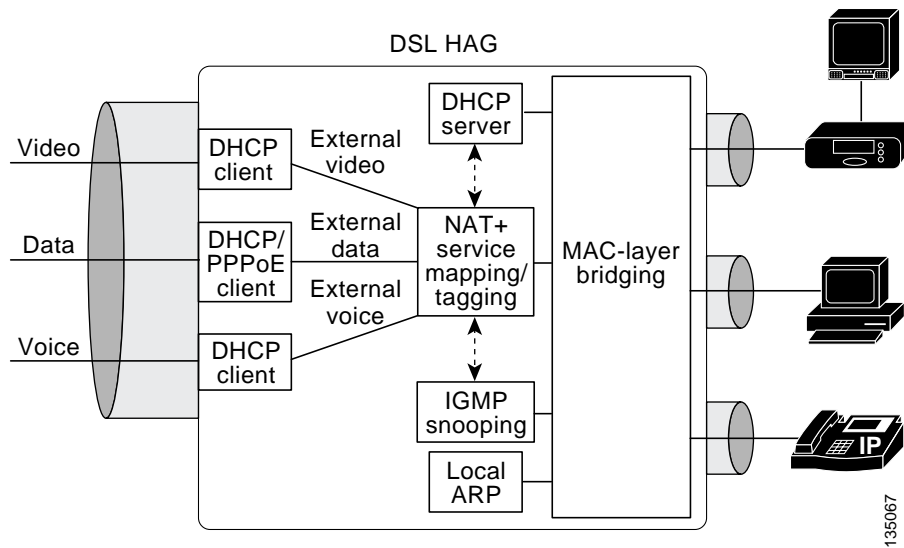 DSL HAG
Video
Data
Voice
DHCP
client
DHCP/
PPPoE
client
DHCP
client
External
video
External
data
External
voice
DHCP
server
NAT+
service
mapping/
tagging
IGMP
snooping
Local
ARP
MAC-layer
bridging
IP
135067